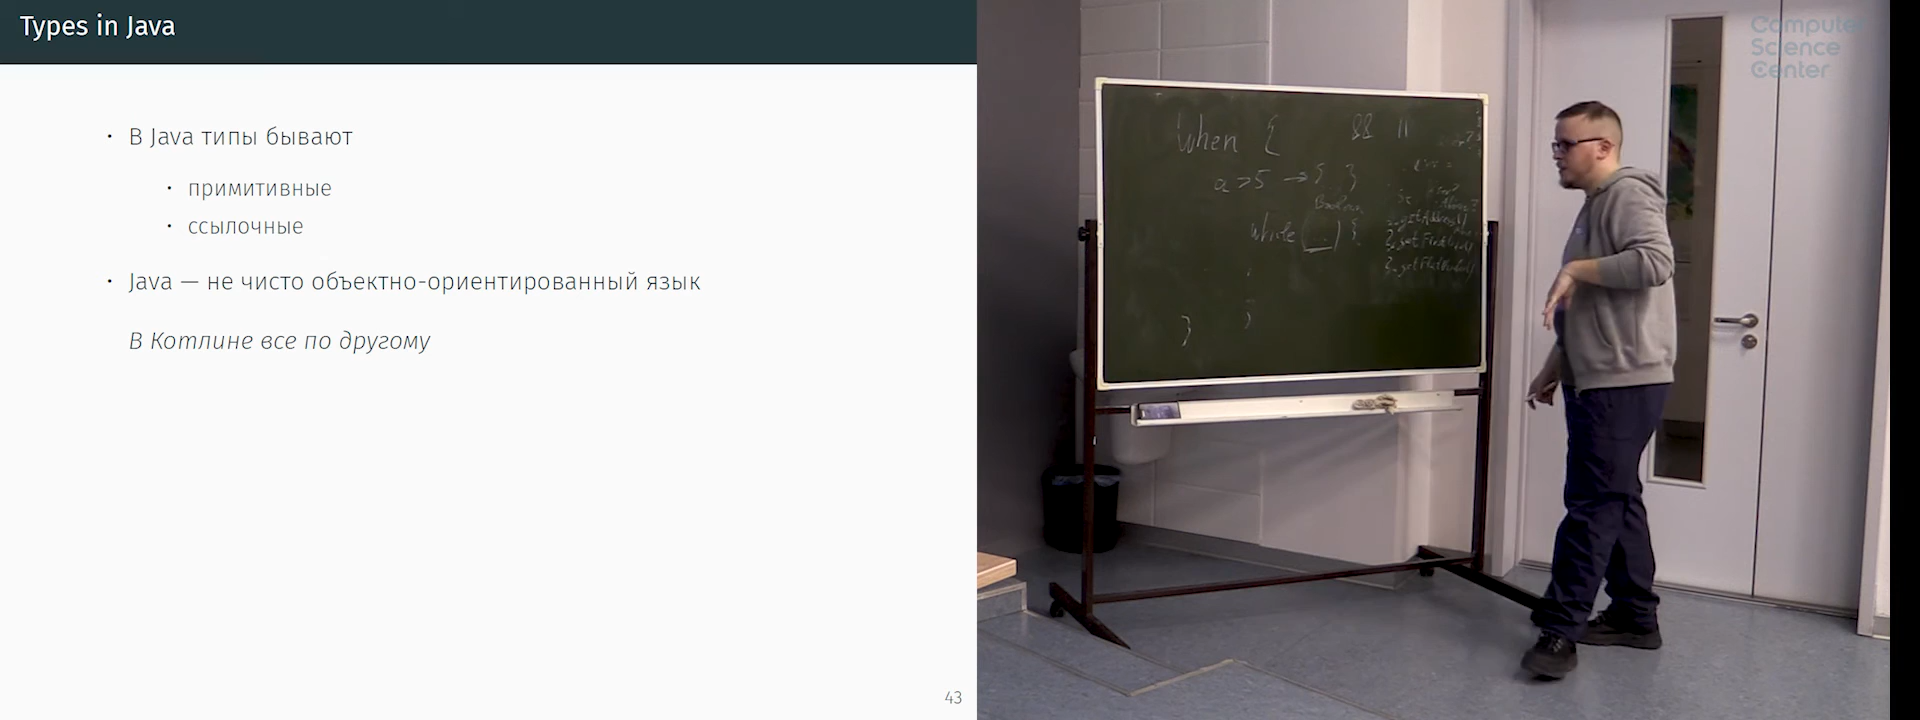 Types in Java
• В Java типы бывают
• примитивные
• ссылочные
• Java — не чисто объектно-ориентированный язык
В Котлине все по другому
43
Computer
Science
Center
when { && ||
a > 5 → { }
Boolean
while (...) {
}
}